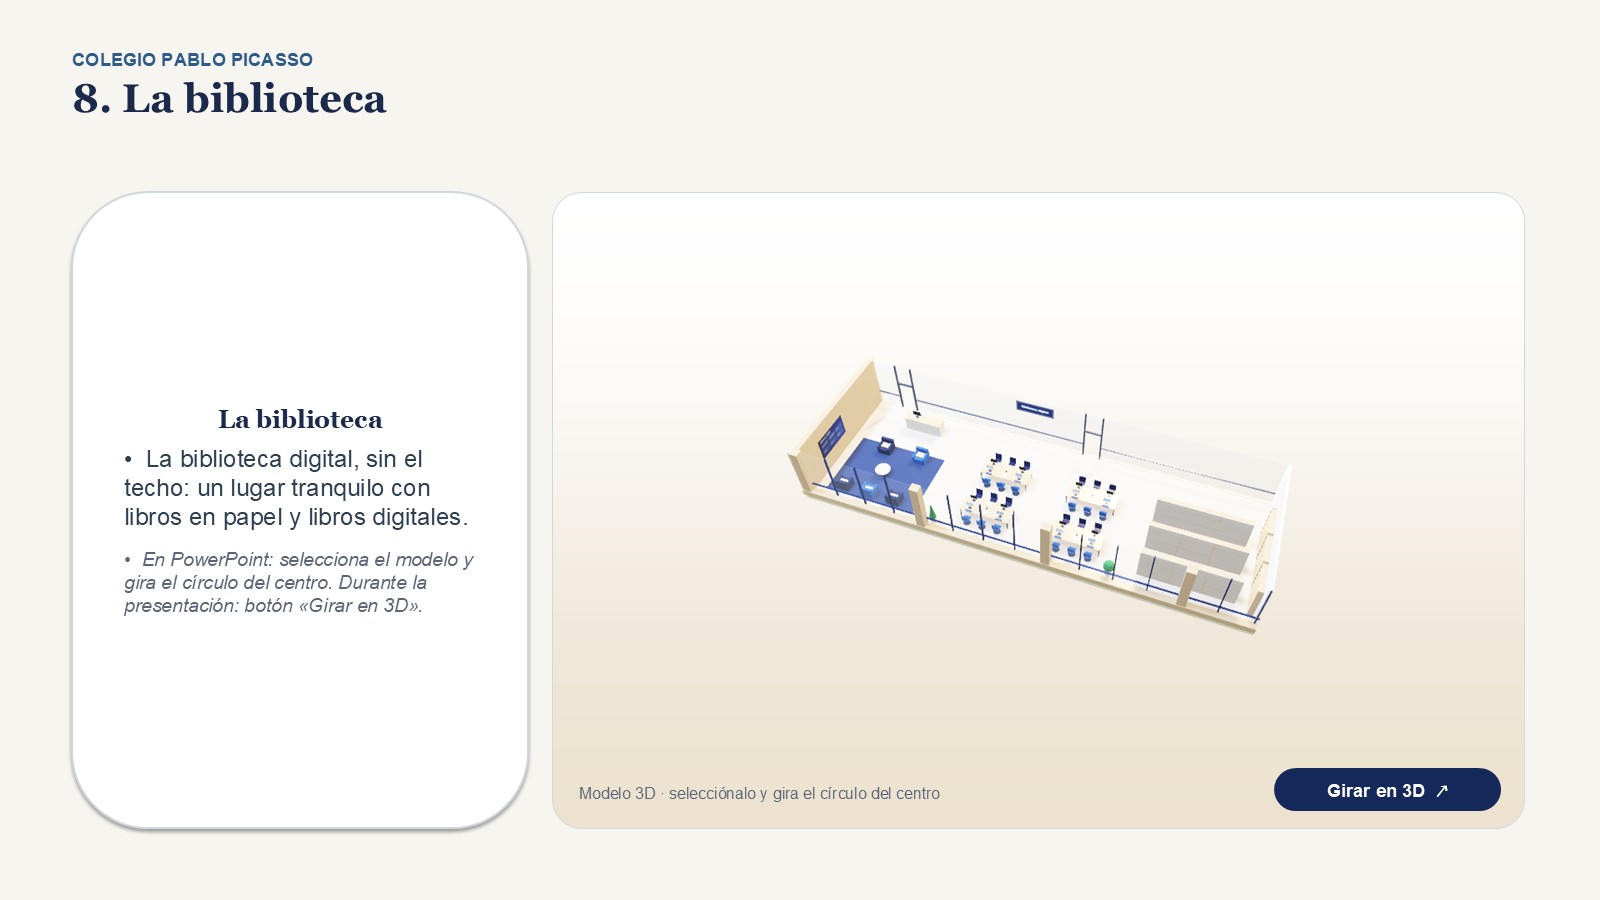 COLEGIO PABLO PICASSO
8. La biblioteca
La biblioteca
• La biblioteca digital, sin el
techo: un lugar tranquilo con
libros en papel y libros digitales.
• En PowerPoint: selecciona el modelo y
gira el círculo del centro. Durante la
presentación: botón «Girar en 3D».
Modelo 3D · selecciónalo y gira el círculo del centro
Girar en 3D ↗